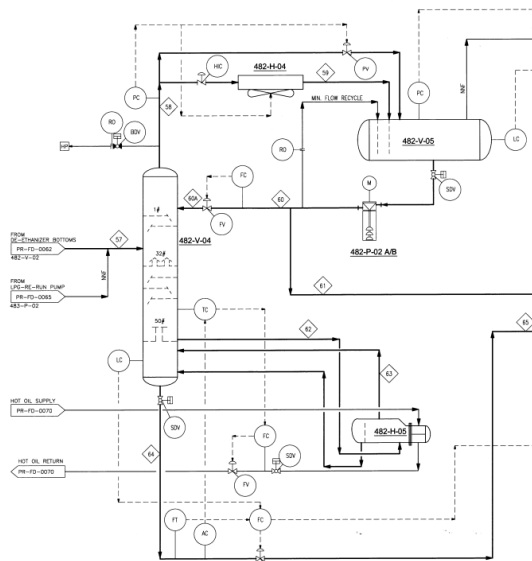 482-H-04
HIC
59
PV
PC
PC
NNF
MIN. FLOW RECYCLE
58
RO
BDV
482-V-05
LC
RO
SDV
M
60A
FC
60
FV
1#
482-V-04
482-P-02 A/B
FROM
DE-ETHANIZER BOTTOMS
PR-FD-0062
482-V-02
57
32#
NNF
FROM
LPG-RE-RUN PUMP
PR-FD-0065
483-P-02
61
TC
50#
62
65
LC
63
HOT OIL SUPPLY
PR-FD-0070
SDV
482-H-05
FC
SDV
HOT OIL RETURN
PR-FD-0070
64
FV
FT
AC
FC